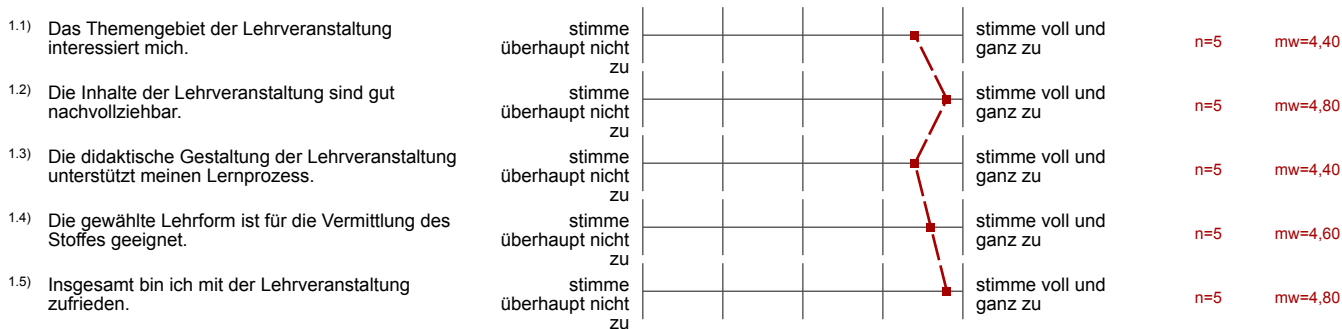 1.1) Das Themengebiet der Lehrveranstaltung interessiert mich.
stimme überhaupt nicht zu
stimme voll und ganz zu
n=5 mw=4,40
1.2) Die Inhalte der Lehrveranstaltung sind gut nachvollziehbar.
stimme überhaupt nicht zu
stimme voll und ganz zu
n=5 mw=4,80
1.3) Die didaktische Gestaltung der Lehrveranstaltung unterstützt meinen Lernprozess.
stimme überhaupt nicht zu
stimme voll und ganz zu
n=5 mw=4,40
1.4) Die gewählte Lehrform ist für die Vermittlung des Stoffes geeignet.
stimme überhaupt nicht zu
stimme voll und ganz zu
n=5 mw=4,60
1.5) Insgesamt bin ich mit der Lehrveranstaltung zufrieden.
stimme überhaupt nicht zu
stimme voll und ganz zu
n=5 mw=4,80